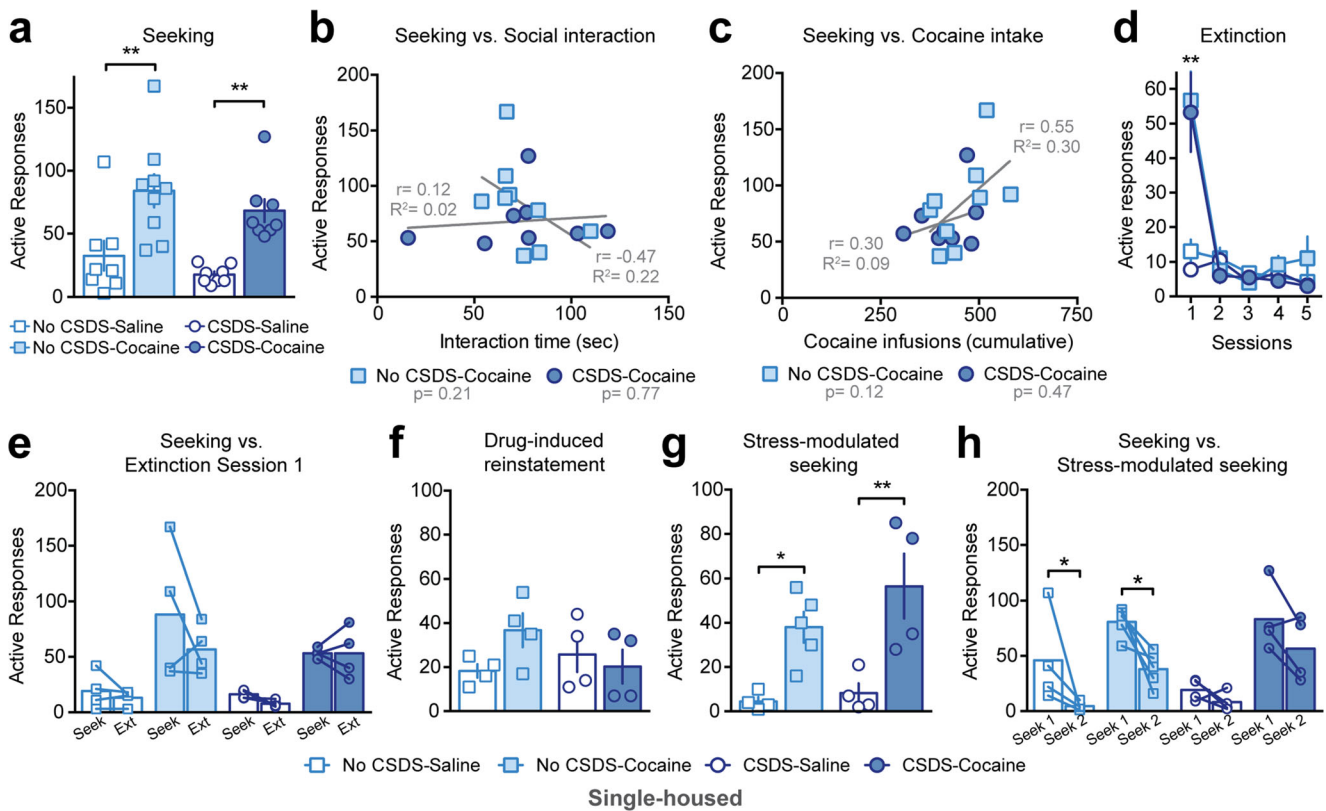 a
Seeking
Active Responses
150
100
50
0
**
**
No CSDS-Saline
CSDS-Saline
No CSDS-Cocaine
CSDS-Cocaine
b
Seeking vs. Social interaction
Active Responses
200
150
100
50
0
r= 0.12
R²= 0.02
r= -0.47
R²= 0.22
0 50 100 150
Interaction time (sec)
No CSDS-Cocaine
p= 0.21
CSDS-Cocaine
p= 0.77
c
Seeking vs. Cocaine intake
Active Responses
200
150
100
50
0
r= 0.55
R²= 0.30
r= 0.30
R²= 0.09
0 250 500 750
Cocaine infusions (cumulative)
No CSDS-Cocaine
p= 0.12
CSDS-Cocaine
p= 0.47
d
Extinction
**
Active Responses
60
50
40
30
20
10
0
1 2 3 4 5
Sessions
e
Seeking vs.
Extinction Session 1
Active Responses
200
150
100
50
0
Seek Ext Seek Ext Seek Ext Seek Ext
f
Drug-induced
reinstatement
Active Responses
100
80
60
40
20
0
g
Stress-modulated
seeking
Active Responses
100
80
60
40
20
0
*
**
h
Seeking vs.
Stress-modulated seeking
Active Responses
200
150
100
50
0
*
*
Seek 1 Seek 2 Seek 1 Seek 2 Seek 1 Seek 2 Seek 1 Seek 2
No CSDS-Saline No CSDS-Cocaine CSDS-Saline CSDS-Cocaine
Single-housed